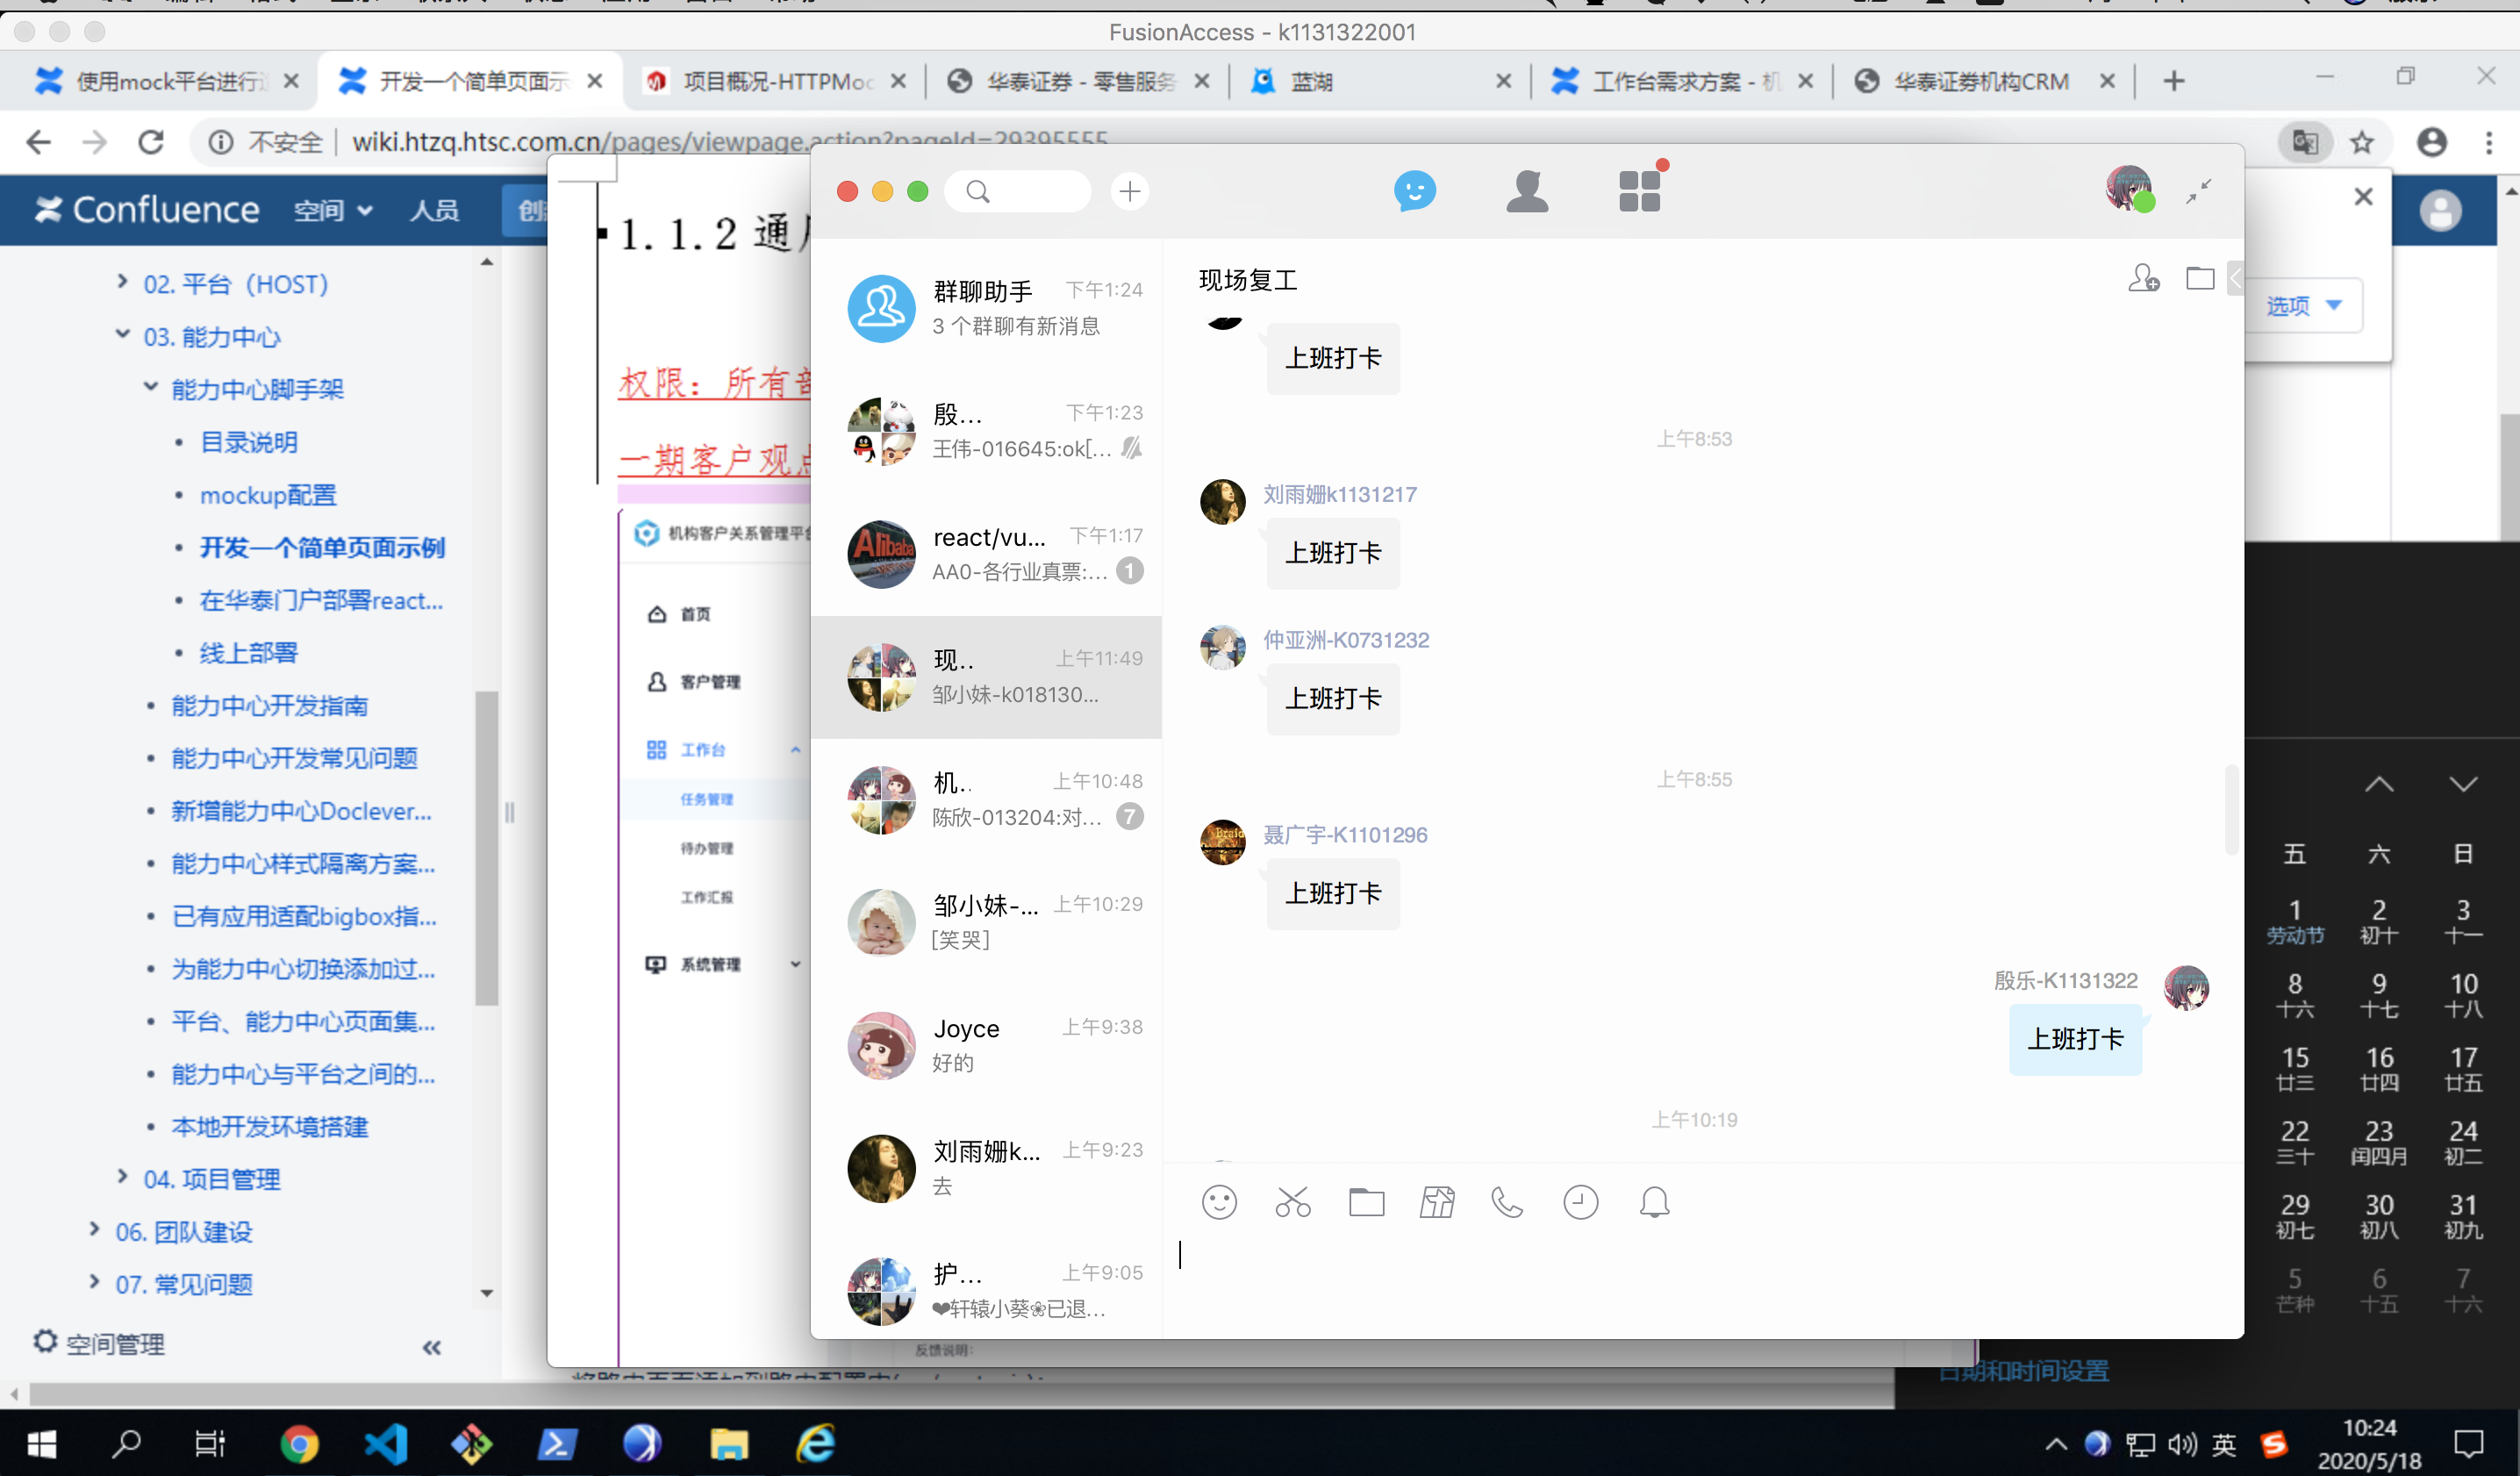 FusionAccess - k1131322001
使用mock平台进行
开发一个简单页面示
项目概况-HTTPMoc
华泰证券 - 零售服务
蓝湖
工作台需求方案 - 机
华泰证券机构CRM
不安全
wiki.htzq.htsc.com.cn/pages/viewpage.action?pageId=29395555
Confluence
空间
人员
02. 平台（HOST）
03. 能力中心
能力中心脚手架
目录说明
mockup配置
开发一个简单页面示例
在华泰门户部署react...
线上部署
能力中心开发指南
能力中心开发常见问题
新增能力中心Doclever...
能力中心样式隔离方案...
已有应用适配bigbox指...
为能力中心切换添加过...
平台、能力中心页面集...
能力中心与平台之间的...
本地开发环境搭建
04. 项目管理
06. 团队建设
07. 常见问题
空间管理
1.1.2 通
权限：所有
一期客户观
机构客户关系管理平
首页
客户管理
工作台
任务管理
待办管理
工作汇报
系统管理
反馈说明:
群聊助手
下午1:24
3 个群聊有新消息
殷...
下午1:23
王伟-016645:ok[...
react/vu...
下午1:17
AA0-各行业真票:...
1
现..
上午11:49
邹小妹-k018130...
机..
上午10:48
陈欣-013204:对...
7
邹小妹-...
上午10:29
[笑哭]
Joyce
上午9:38
好的
刘雨姗k...
上午9:23
去
护...
上午9:05
❤轩辕小葵❀已退...
现场复工
上班打卡
上午8:53
刘雨姗k1131217
上班打卡
仲亚洲-K0731232
上班打卡
上午8:55
聂广宇-K1101296
上班打卡
殷乐-K1131322
上班打卡
上午10:19
选项
五 六 日
1 2 3
劳动节 初十 十一
8 9 10
十六 十七 十八
15 16 17
廿三 廿四 廿五
22 23 24
三十 闰四月 初二
29 30 31
初七 初八 初九
5 6 7
芒种 十五 十六
日期和时间设置
英
10:24
2020/5/18